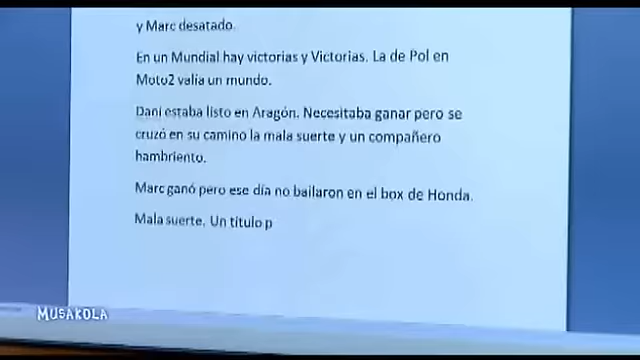 y Marc desatado.
En un Mundial hay victorias y Victorias. La de Pol en
Moto2 valía un mundo.
Dani estaba listo en Aragón. Necesitaba ganar pero se
cruzó en su camino la mala suerte y un compañero
hambriento.
Marc ganó pero ese día no bailaron en el box de Honda.
Mala suerte. Un título p
MUSAKOLA